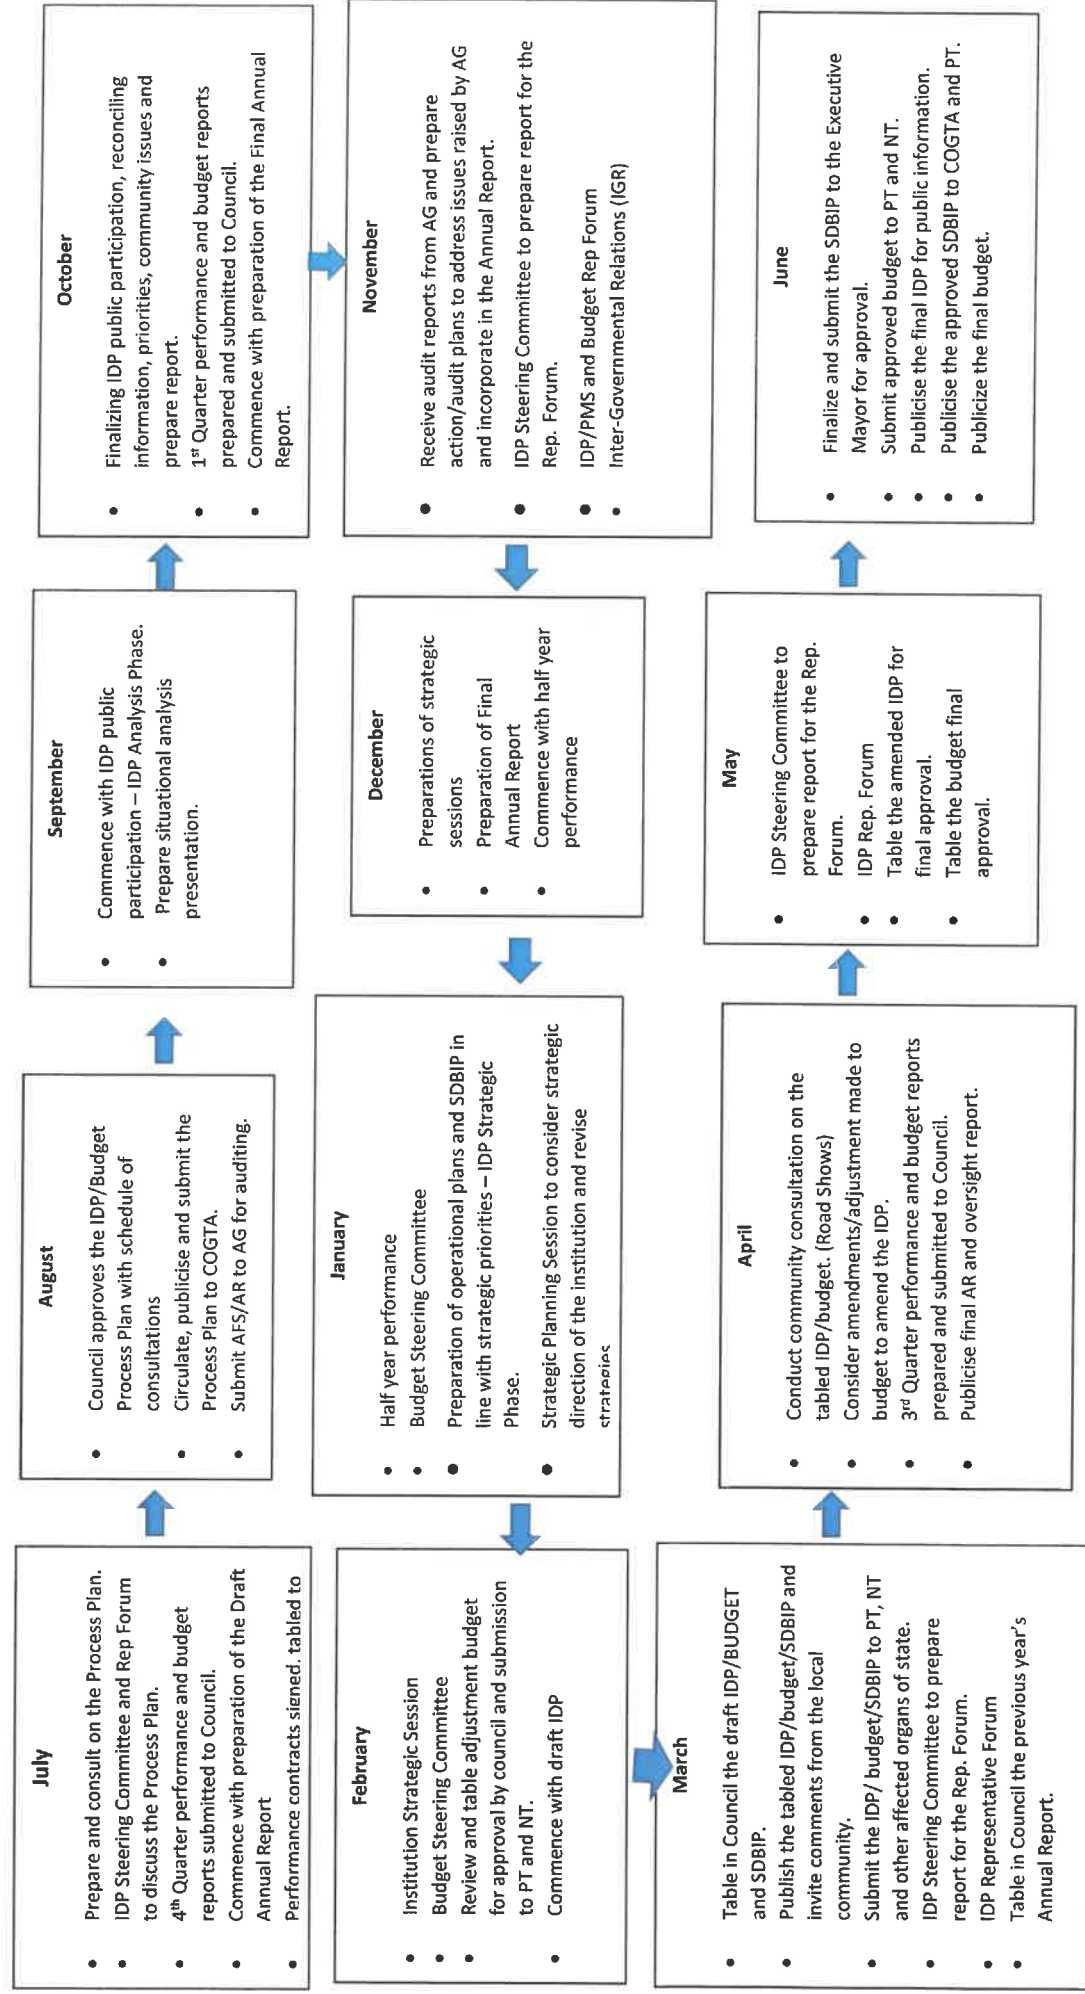 July
Prepare and consult on the Process Plan.
IDP Steering Committee and Rep Forum
to discuss the Process Plan.
4th Quarter performance and budget
reports submitted to Council.
Commence with preparation of the Draft
Annual Report
Performance contracts signed, tabled to
August
Council approves the IDP/Budget
Process Plan with schedule of
consultations
Circulate, publicise and submit the
Process Plan to COGTA.
Submit AFS/AR to AG for auditing.
September
Commence with IDP public
participation – IDP Analysis Phase.
Prepare situational analysis
presentation.
October
Finalizing IDP public participation, reconciling
information, priorities, community issues and
prepare report.
1st Quarter performance and budget reports
prepared and submitted to Council.
Commence with preparation of the Final Annual
Report.
November
Receive audit reports from AG and prepare
action/audit plans to address issues raised by AG
and incorporate in the Annual Report.
IDP Steering Committee to prepare report for the
Rep. Forum.
IDP/PMS and Budget Rep Forum
Inter-Governmental Relations (IGR)
December
Preparations of strategic
sessions
Preparation of Final
Annual Report
Commence with half year
performance
January
Half year performance
Budget Steering Committee
Preparation of operational plans and SDBIP in
line with strategic priorities – IDP Strategic
Phase.
Strategic Planning Session to consider strategic
direction of the institution and revise
strategies
February
Institution Strategic Session
Budget Steering Committee
Review and table adjustment budget
for approval by council and submission
to PT and NT.
Commence with draft IDP
March
Table in Council the draft IDP/BUDGET
and SDBIP.
Publish the tabled IDP/budget/SDBIP and
invite comments from the local
community.
Submit the IDP/ budget/SDBIP to PT, NT
and other affected organs of state.
IDP Steering Committee to prepare
report for the Rep. Forum.
IDP Representative Forum
Table in Council the previous year's
Annual Report.
April
Conduct community consultation on the
tabled IDP/budget. (Road Shows)
Consider amendments/adjustment made to
budget to amend the IDP.
3rd Quarter performance and budget reports
prepared and submitted to Council.
Publicise final AR and oversight report.
May
IDP Steering Committee to
prepare report for the Rep.
Forum.
IDP Rep. Forum
Table the amended IDP for
final approval.
Table the budget final
approval.
June
Finalize and submit the SDBIP to the Executive
Mayor for approval.
Submit approved budget to PT and NT.
Publicise the final IDP for public information.
Publicise the approved SDBIP to COGTA and PT.
Publicize the final budget.